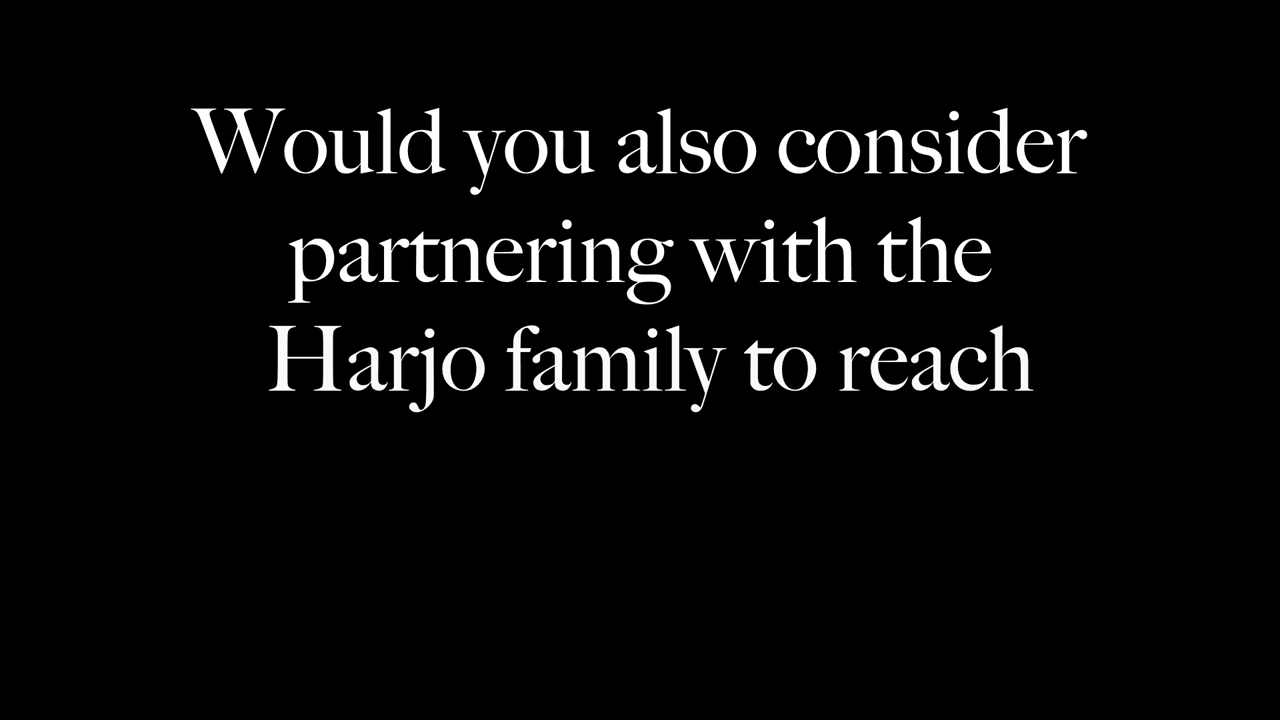 Would you also consider
partnering with the
Harjo family to reach